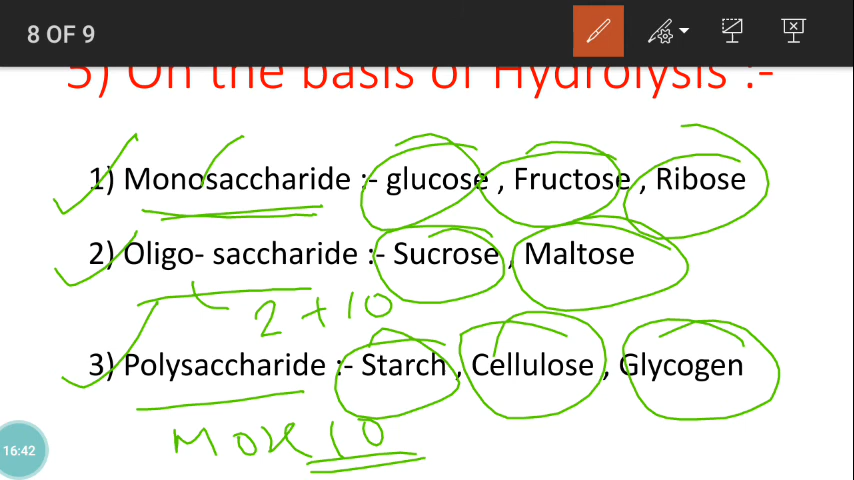 8 OF 9
5) On the basis of Hydrolysis :-
1) Monosaccharide :- glucose , Fructose , Ribose
2) Oligo- saccharide :- Sucrose , Maltose
2 + 10
3) Polysaccharide :- Starch , Cellulose , Glycogen
More 10
16:42